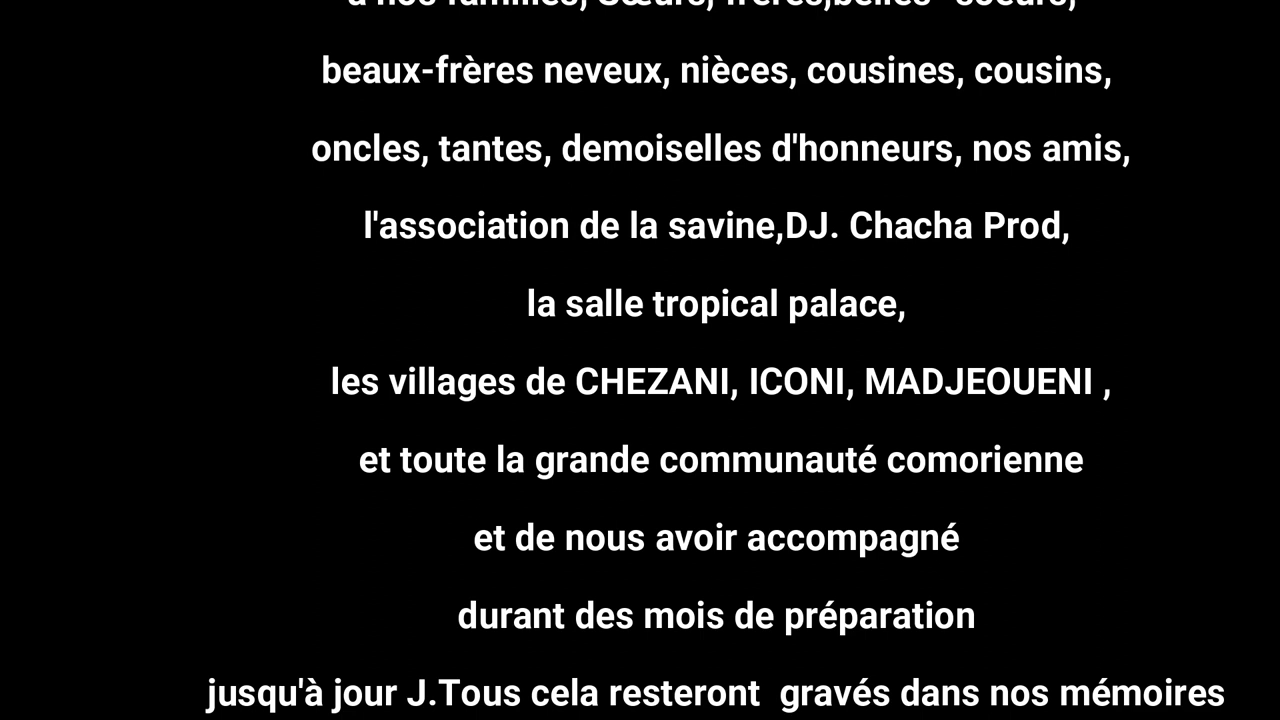 à nos familles, Sœurs, frères,belles- soeurs,
beaux-frères neveux, nièces, cousines, cousins,
oncles, tantes, demoiselles d'honneurs, nos amis,
l'association de la savine,DJ. Chacha Prod,
la salle tropical palace,
les villages de CHEZANI, ICONI, MADJEOUENI ,
et toute la grande communauté comorienne
et de nous avoir accompagné
durant des mois de préparation
jusqu'à jour J.Tous cela resteront  gravés dans nos mémoires